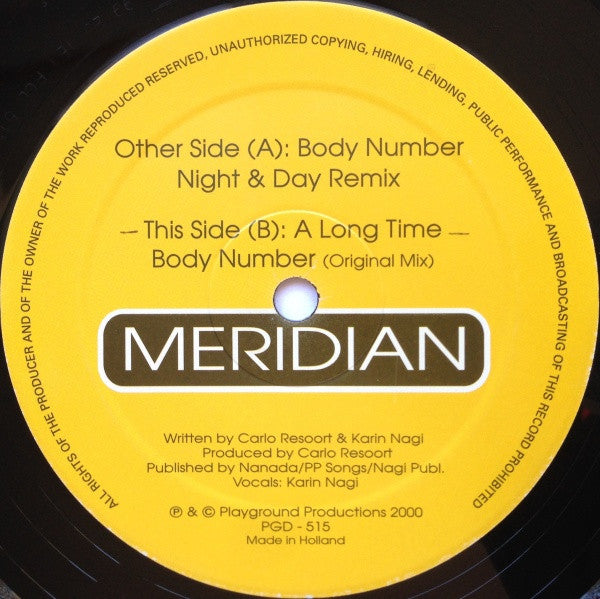 ALL RIGHTS OF THE PRODUCER AND OF THE OWNER OF THE WORK REPRODUCED RESERVED, UNAUTHORIZED COPYING, HIRING, LENDING, PUBLIC PERFORMANCE AND BROADCASTING OF THIS RECORD PROHIBITED
Other Side (A): Body Number
Night & Day Remix
– This Side (B): A Long Time –
Body Number (Original Mix)
MERIDIAN
Written by Carlo Resoort & Karin Nagi
Produced by Carlo Resoort
Published by Nanada/PP Songs/Nagi Publ.
Vocals: Karin Nagi
℗ & © Playground Productions 2000
PGD - 515
Made in Holland